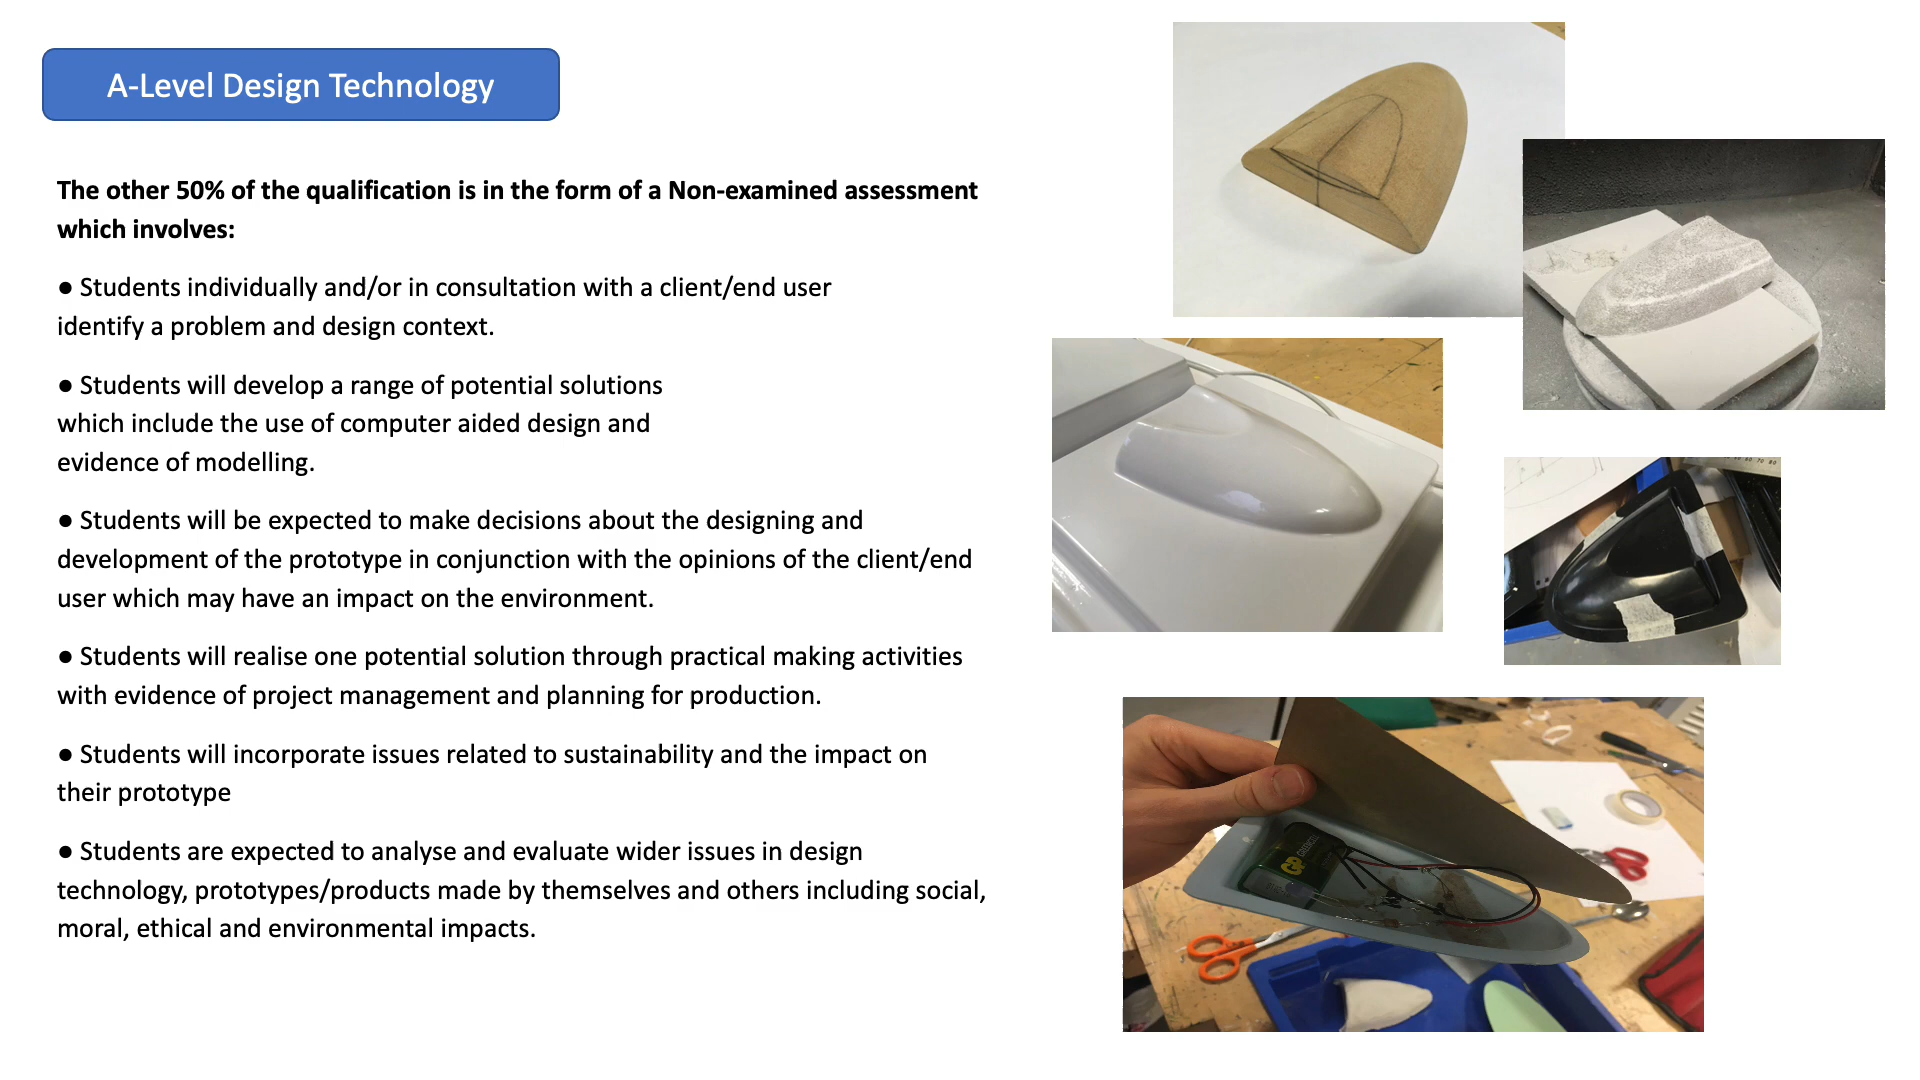 A-Level Design Technology
The other 50% of the qualification is in the form of a Non-examined assessment
which involves:
● Students individually and/or in consultation with a client/end user
identify a problem and design context.
● Students will develop a range of potential solutions
which include the use of computer aided design and
evidence of modelling.
● Students will be expected to make decisions about the designing and
development of the prototype in conjunction with the opinions of the client/end
user which may have an impact on the environment.
● Students will realise one potential solution through practical making activities
with evidence of project management and planning for production.
● Students will incorporate issues related to sustainability and the impact on
their prototype
● Students are expected to analyse and evaluate wider issues in design
technology, prototypes/products made by themselves and others including social,
moral, ethical and environmental impacts.
GP